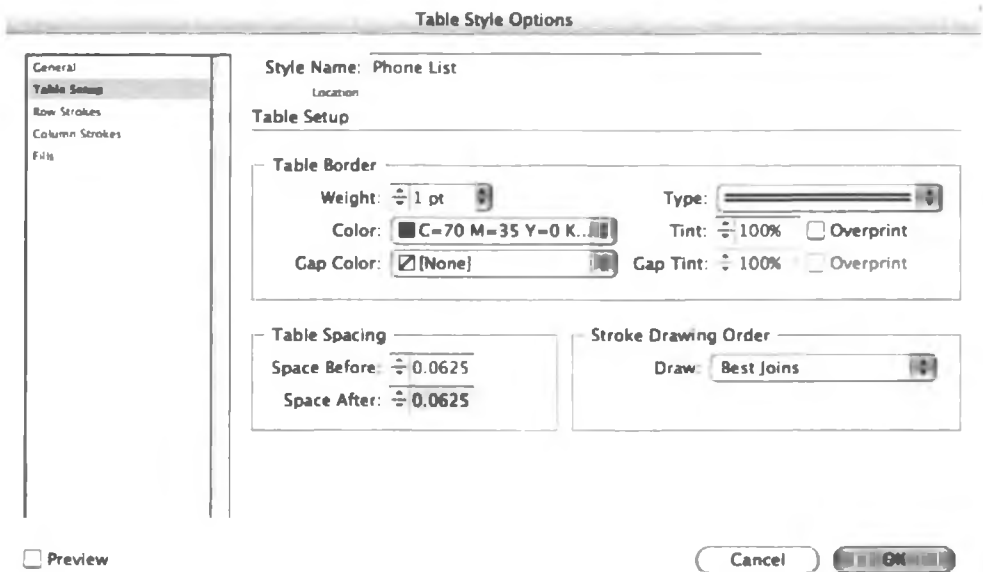 Table Style Options
General
Table Setup
Row Strokes
Column Strokes
Fills
Style Name: Phone List
Location
Table Setup
Table Border
Weight: 1 pt
Type:
Color: C=70 M=35 Y=0 K...
Tint: 100% Overprint
Gap Color: [None]
Gap Tint: 100% Overprint
Table Spacing
Space Before: 0.0625
Space After: 0.0625
Stroke Drawing Order
Draw: Best Joins
Preview
Cancel
OK